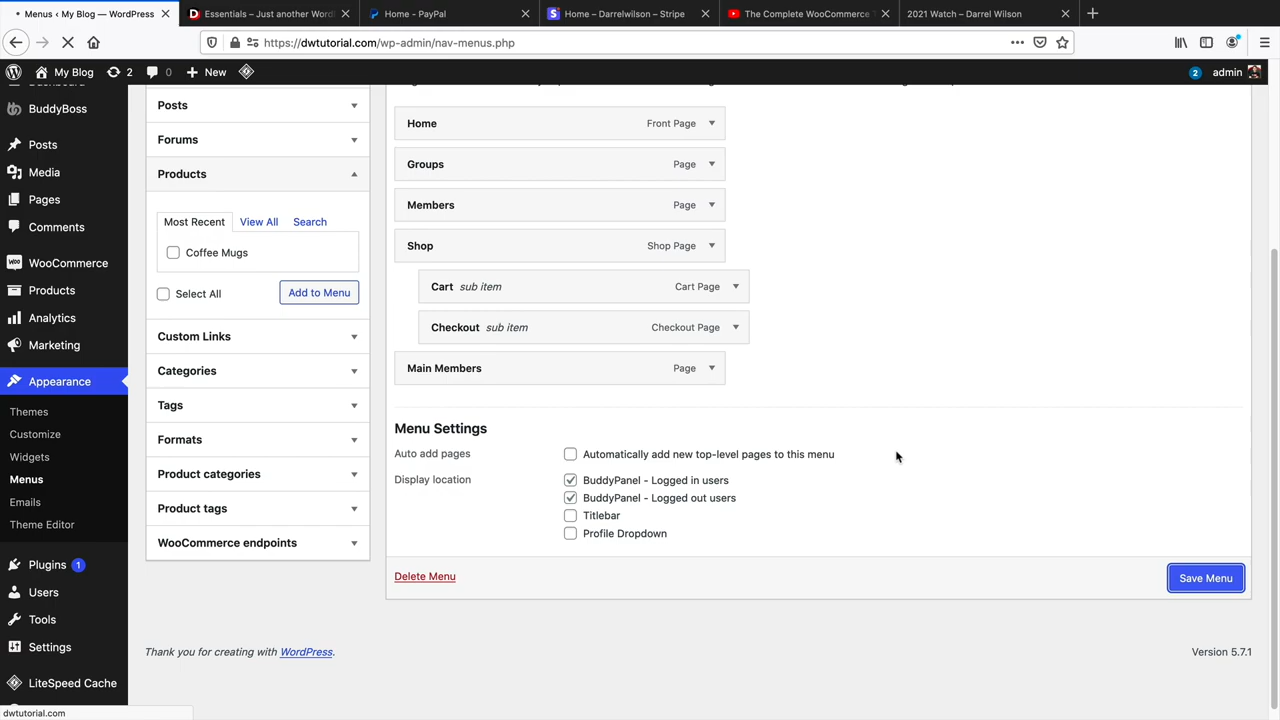 Menus ‹ My Blog — WordPress
Essentials – Just another Word
Home - PayPal
Home – Darrelwilson – Stripe
The Complete WooCommerce T
2021 Watch – Darrel Wilson
https://dwtutorial.com/wp-admin/nav-menus.php
My Blog
2
0
New
2
admin
BuddyBoss
Posts
Media
Pages
Comments
WooCommerce
Products
Analytics
Marketing
Appearance
Themes
Customize
Widgets
Menus
Emails
Theme Editor
Plugins 1
Users
Tools
Settings
LiteSpeed Cache
dwtutorial.com
Posts
Forums
Products
Most Recent View All Search
Coffee Mugs
Select All Add to Menu
Custom Links
Categories
Tags
Formats
Product categories
Product tags
WooCommerce endpoints
Home Front Page
Groups Page
Members Page
Shop Shop Page
Cart sub item Cart Page
Checkout sub item Checkout Page
Main Members Page
Menu Settings
Auto add pages Automatically add new top-level pages to this menu
Display location BuddyPanel - Logged in users
BuddyPanel - Logged out users
Titlebar
Profile Dropdown
Delete Menu Save Menu
Thank you for creating with WordPress. Version 5.7.1